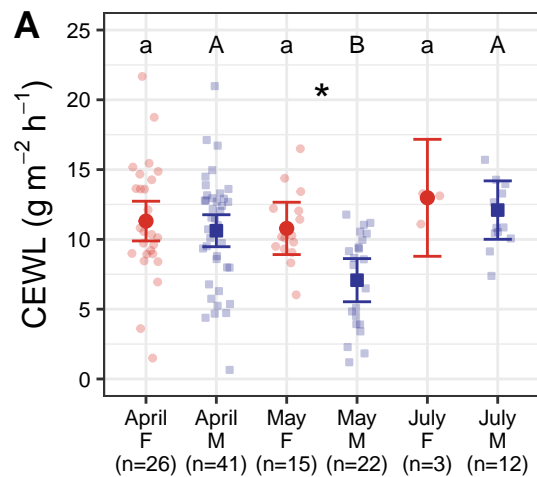 A
25
a A a B a A
*
20
15
10
5
0
CEWL (g m⁻² h⁻¹)
April April May May July July
F M F M F M
(n=26) (n=41) (n=15) (n=22) (n=3) (n=12)